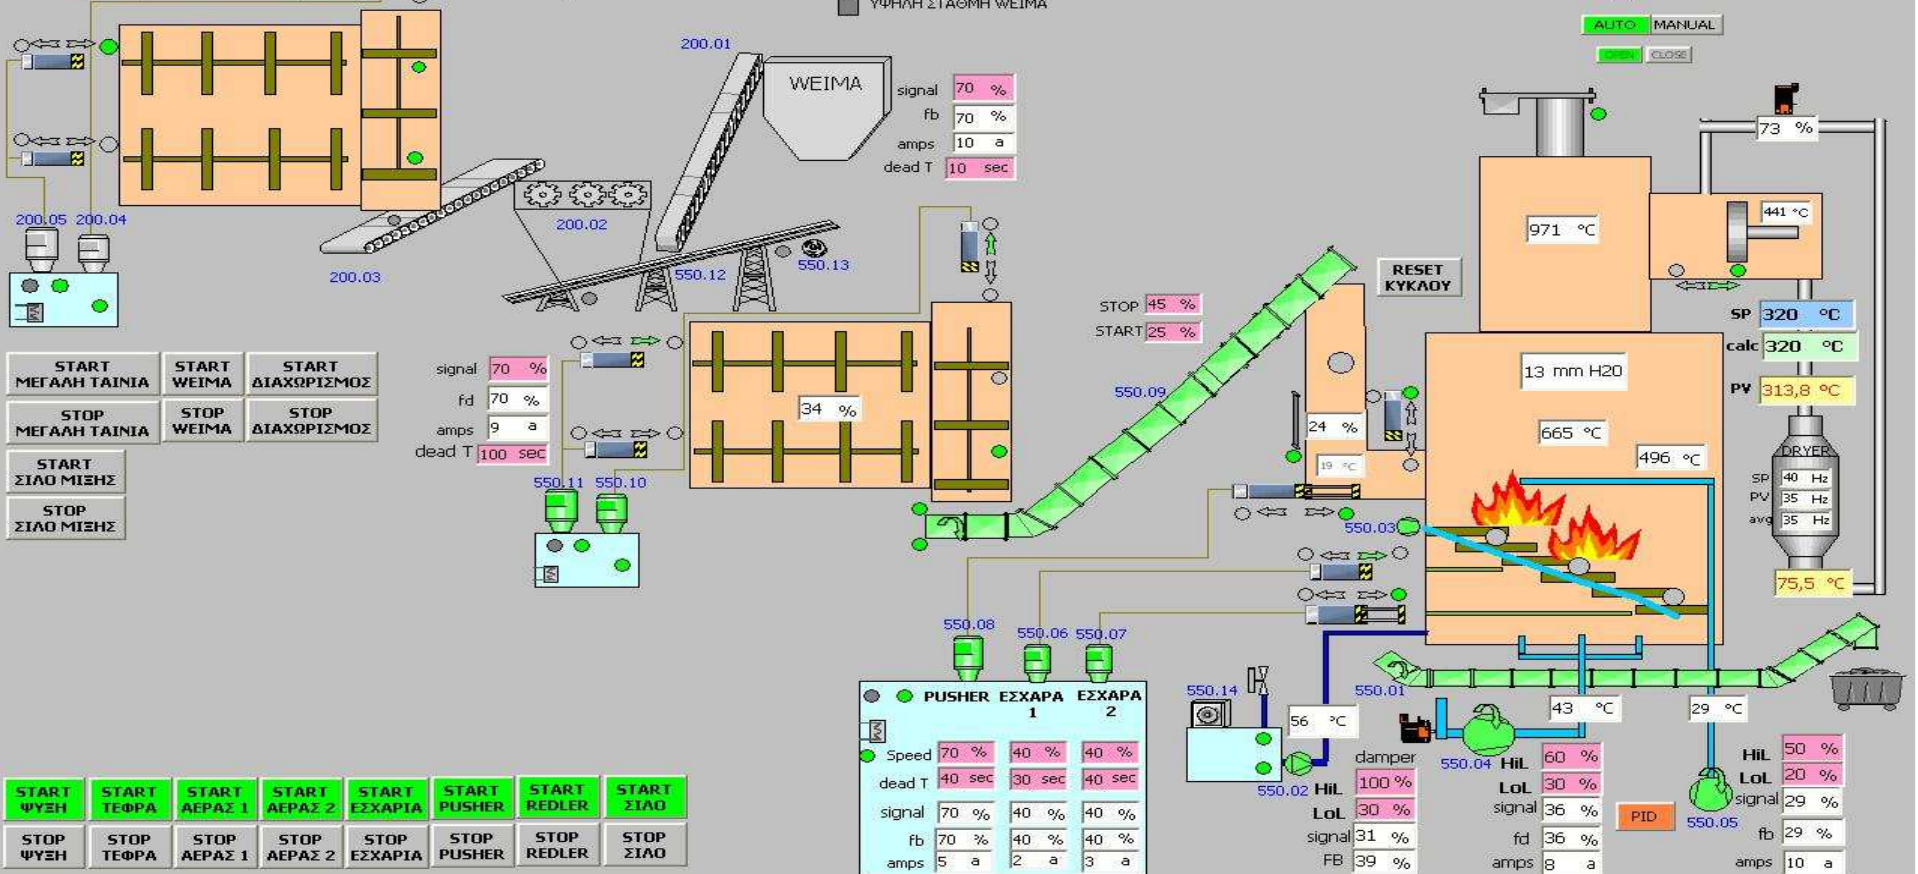 ΥΨΗΛΗ ΣΤΑΘΜΗ WEIMA
AUTO MANUAL
OPEN CLOSE
200.01
WEIMA
signal 70 %
fb 70 %
amps 10 a
dead T 10 sec
73 %
200.05 200.04
200.02
200.03
550.12
550.13
971 °C
441 °C
RESET
ΚΥΚΛΟΥ
STOP 45 %
START 25 %
SP 320 °C
calc 320 °C
PV 313,8 °C
13 mm H20
START
ΜΕΓΑΛΗ ΤΑΙΝΙΑ
START
WEIMA
START
ΔΙΑΧΩΡΙΣΜΟΣ
STOP
ΜΕΓΑΛΗ ΤΑΙΝΙΑ
STOP
WEIMA
STOP
ΔΙΑΧΩΡΙΣΜΟΣ
START
ΣΙΛΟ ΜΙΞΗΣ
STOP
ΣΙΛΟ ΜΙΞΗΣ
signal 70 %
fd 70 %
amps 9 a
dead T 100 sec
34 %
550.09
24 %
19 °C
665 °C
496 °C
DRYER
SP 40 Hz
PV 35 Hz
avg 35 Hz
75,5 °C
550.11 550.10
550.03
550.08
550.06 550.07
PUSHER ΕΣΧΑΡΑ
1
ΕΣΧΑΡΑ
2
Speed 70 % 40 % 40 %
dead T 40 sec 30 sec 40 sec
signal 70 % 40 % 40 %
fb 70 % 40 % 40 %
amps 5 a 2 a 3 a
550.14
56 °C
550.01
43 °C
29 °C
550.02
damper
HiL 100 %
LoL 30 %
signal 31 %
FB 39 %
550.04
HiL 60 %
LoL 30 %
signal 36 %
fd 36 %
amps 8 a
PID
550.05
HiL 50 %
LoL 20 %
signal 29 %
fb 29 %
amps 10 a
START
ΨΥΞΗ
START
ΤΕΦΡΑ
START
ΑΕΡΑΣ 1
START
ΑΕΡΑΣ 2
START
ΕΣΧΑΡΙΑ
START
PUSHER
START
REDLER
START
ΣΙΛΟ
STOP
ΨΥΞΗ
STOP
ΤΕΦΡΑ
STOP
ΑΕΡΑΣ 1
STOP
ΑΕΡΑΣ 2
STOP
ΕΣΧΑΡΙΑ
STOP
PUSHER
STOP
REDLER
STOP
ΣΙΛΟ